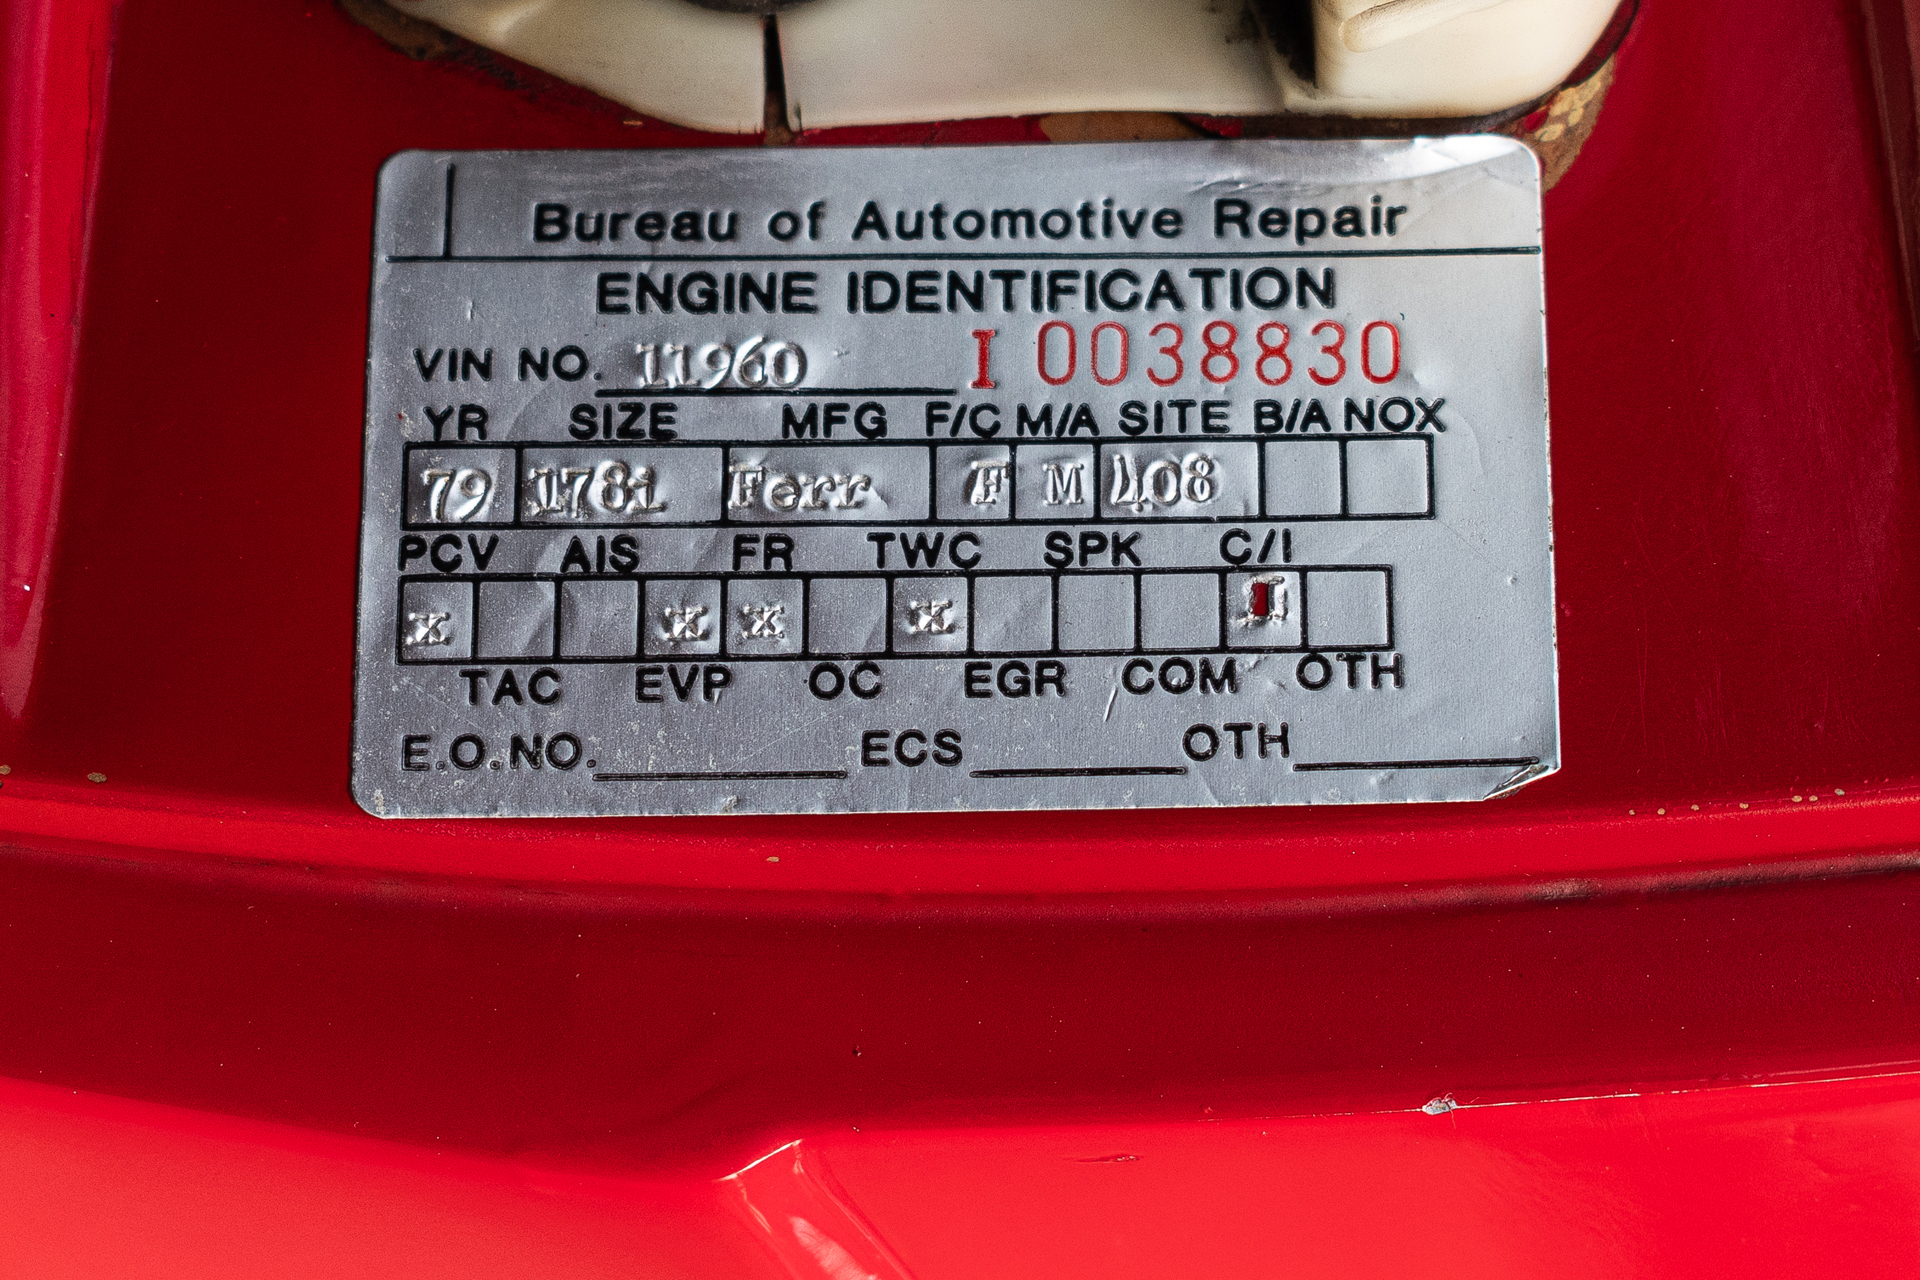 Bureau of Automotive Repair
ENGINE IDENTIFICATION
VIN NO. 11960 I 0038830
YR SIZE MFG F/C M/A SITE B/A NOX
79 1781 Ferr F M 408
PCV AIS FR TWC SPK C/I
x x x x I
TAC EVP OC EGR COM OTH
E.O.NO. ECS OTH